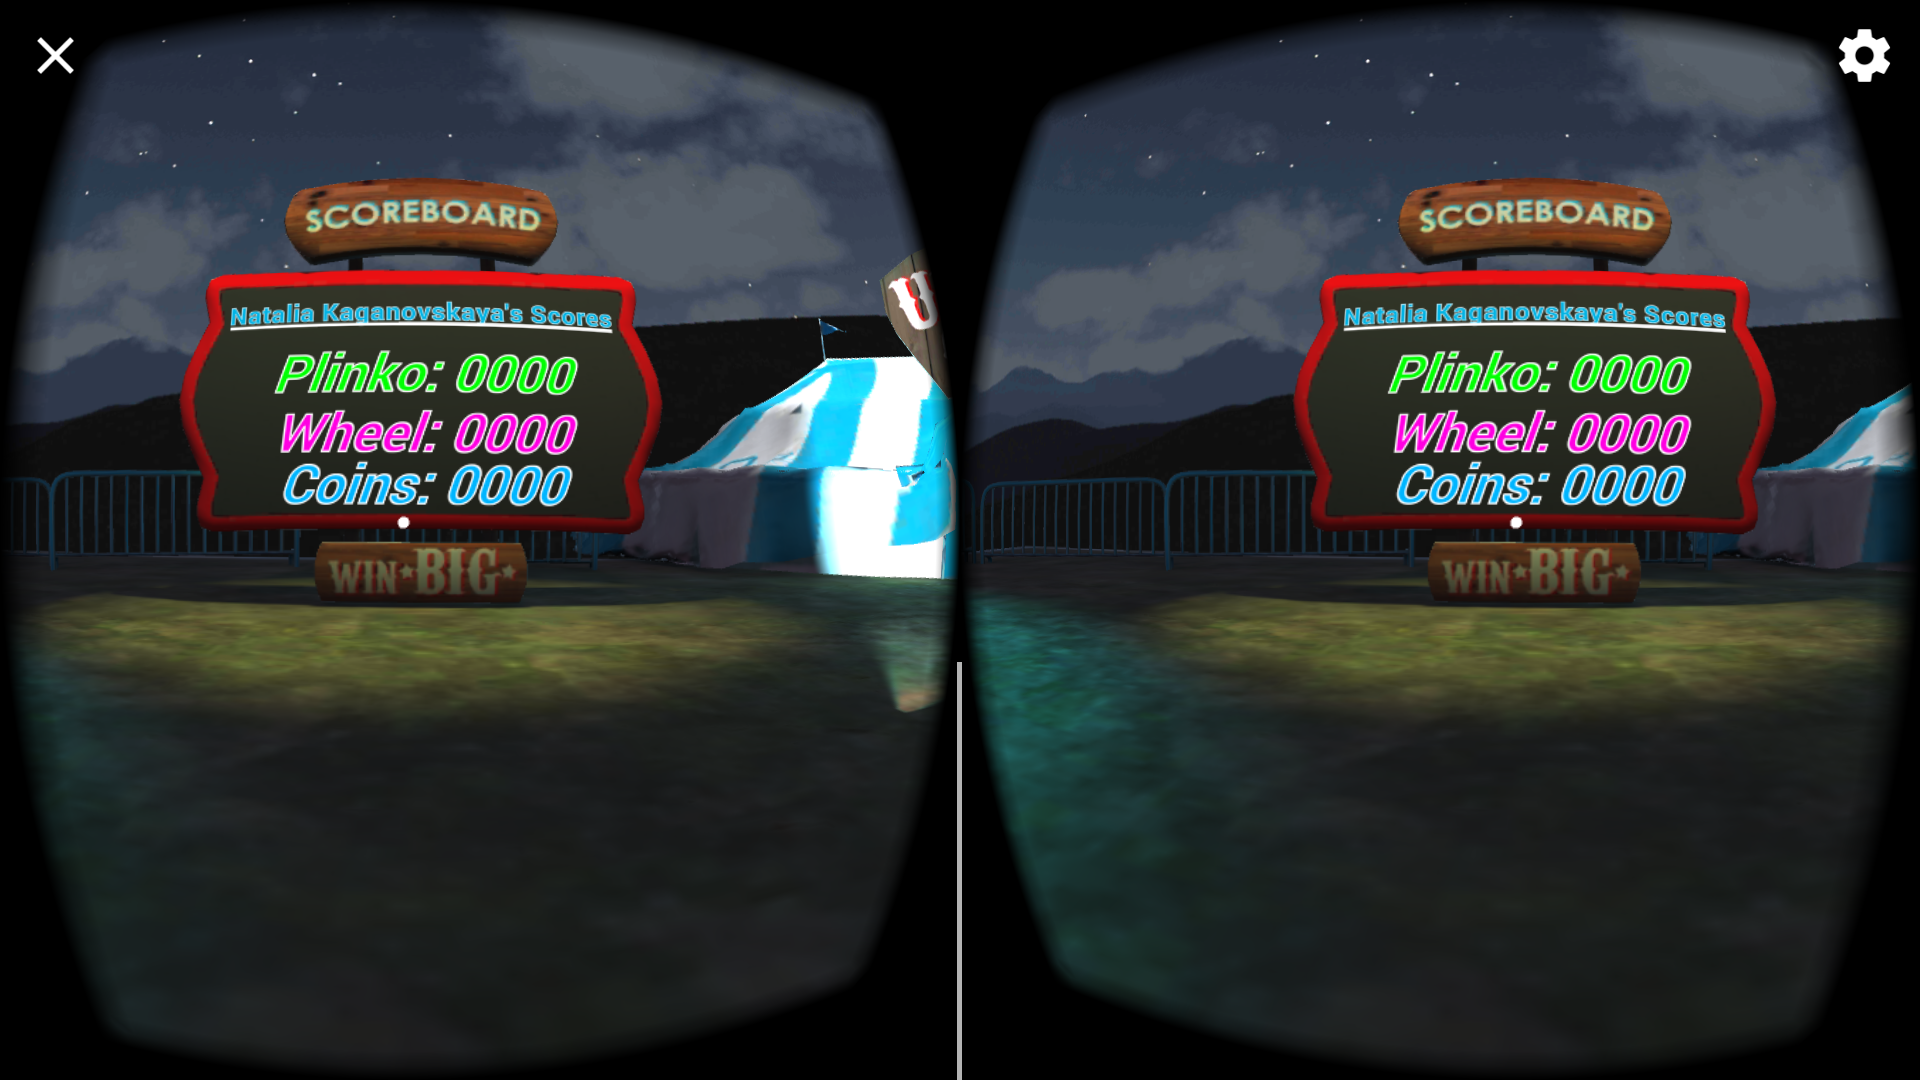 SCOREBOARD
Natalia Kaganovskaya's Scores
Plinko: 0000
Wheel: 0000
Coins: 0000
WIN★BIG★
U
SCOREBOARD
Natalia Kaganovskaya's Scores
Plinko: 0000
Wheel: 0000
Coins: 0000
WIN★BIG★